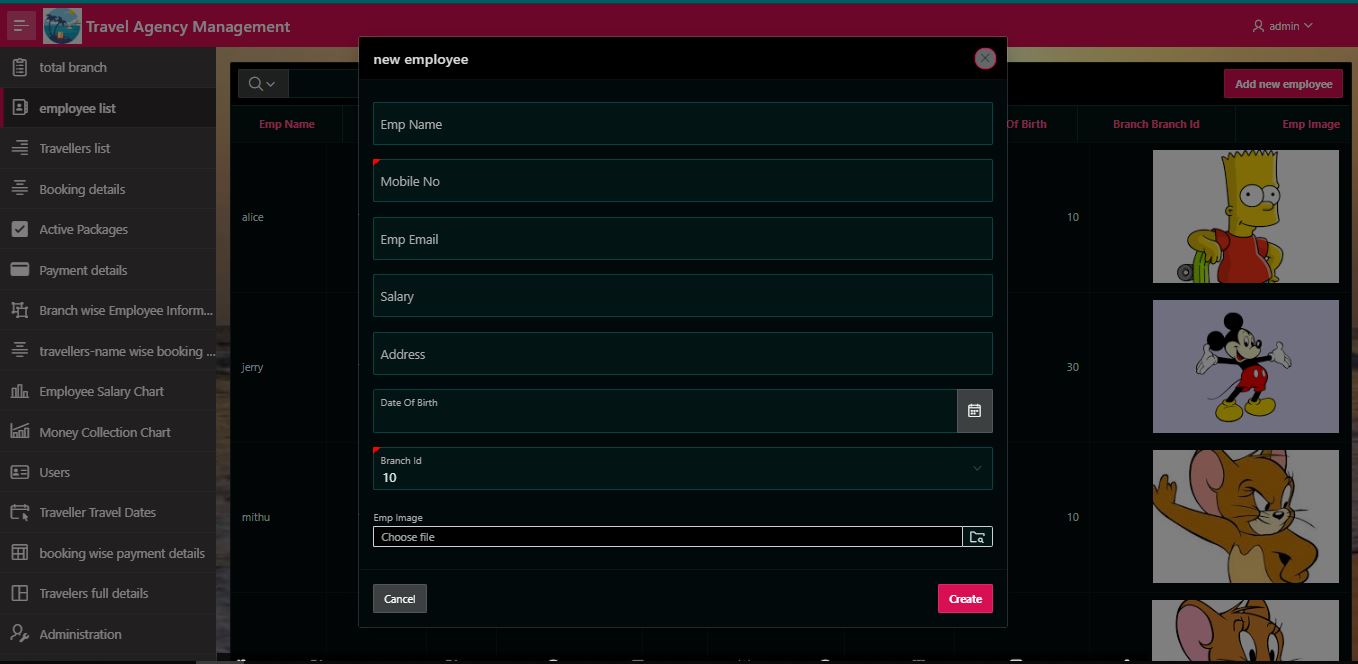 Travel Agency Management
admin
total branch
employee list
Travellers list
Booking details
Active Packages
Payment details
Branch wise Employee Inform...
travellers-name wise booking ...
Employee Salary Chart
Money Collection Chart
Users
Traveller Travel Dates
booking wise payment details
Travelers full details
Administration
new employee
Emp Name
Mobile No
Emp Email
Salary
Address
Date Of Birth
Branch Id
10
Emp Image
Choose file
Cancel
Create
Add new employee
Emp Name
Of Birth
Branch Branch Id
Emp Image
alice
10
jerry
30
mithu
10